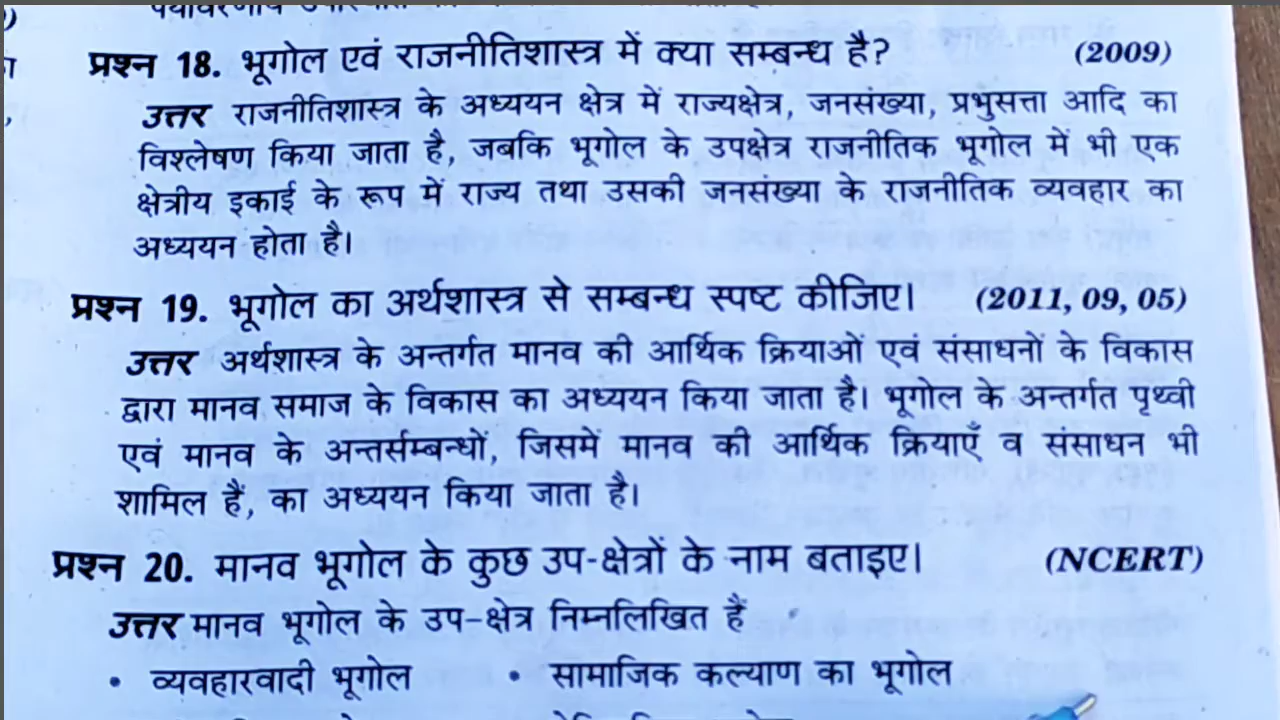 प्रश्न 18. भूगोल एवं राजनीतिशास्त्र में क्या सम्बन्ध है? (2009)
उत्तर राजनीतिशास्त्र के अध्ययन क्षेत्र में राज्यक्षेत्र, जनसंख्या, प्रभुसत्ता आदि का
विश्लेषण किया जाता है, जबकि भूगोल के उपक्षेत्र राजनीतिक भूगोल में भी एक
क्षेत्रीय इकाई के रूप में राज्य तथा उसकी जनसंख्या के राजनीतिक व्यवहार का
अध्ययन होता है।
प्रश्न 19. भूगोल का अर्थशास्त्र से सम्बन्ध स्पष्ट कीजिए। (2011, 09, 05)
उत्तर अर्थशास्त्र के अन्तर्गत मानव की आर्थिक क्रियाओं एवं संसाधनों के विकास
द्वारा मानव समाज के विकास का अध्ययन किया जाता है। भूगोल के अन्तर्गत पृथ्वी
एवं मानव के अन्तर्सम्बन्धों, जिसमें मानव की आर्थिक क्रियाएँ व संसाधन भी
शामिल हैं, का अध्ययन किया जाता है।
प्रश्न 20. मानव भूगोल के कुछ उप-क्षेत्रों के नाम बताइए। (NCERT)
उत्तर मानव भूगोल के उप-क्षेत्र निम्नलिखित हैं
• व्यवहारवादी भूगोल • सामाजिक कल्याण का भूगोल